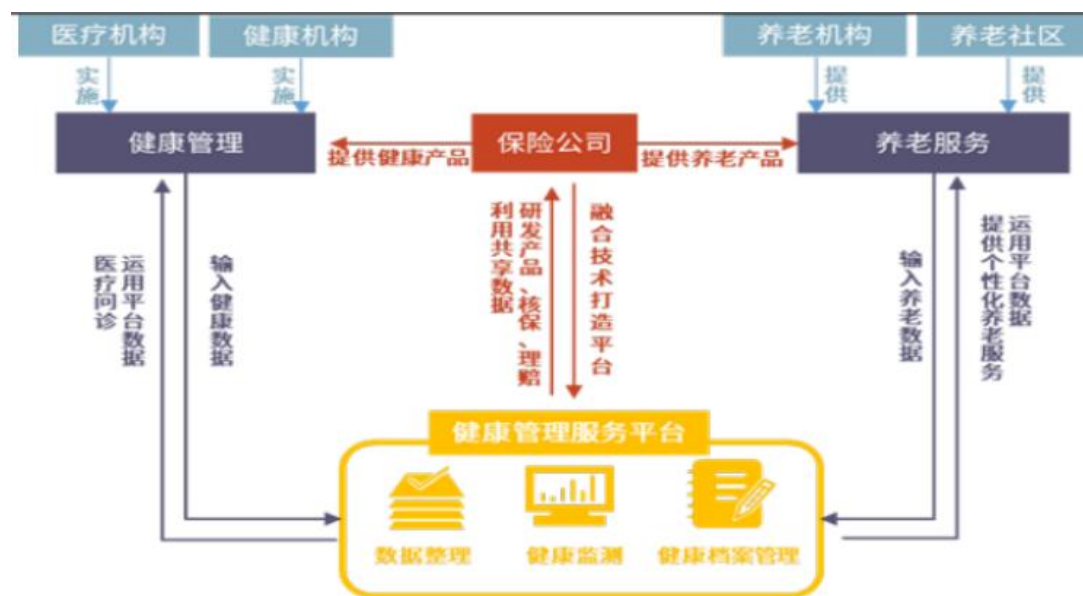 医疗机构
健康机构
养老机构
养老社区
实施
实施
提供
提供
健康管理
提供健康产品
保险公司
提供养老产品
养老服务
运用平台数据
医疗问诊
输入健康数据
研发产品、核保、理赔
利用共享数据
融合技术打造平台
输入养老数据
运用平台数据
提供个性化养老服务
健康管理服务平台
数据整理
健康监测
健康档案管理